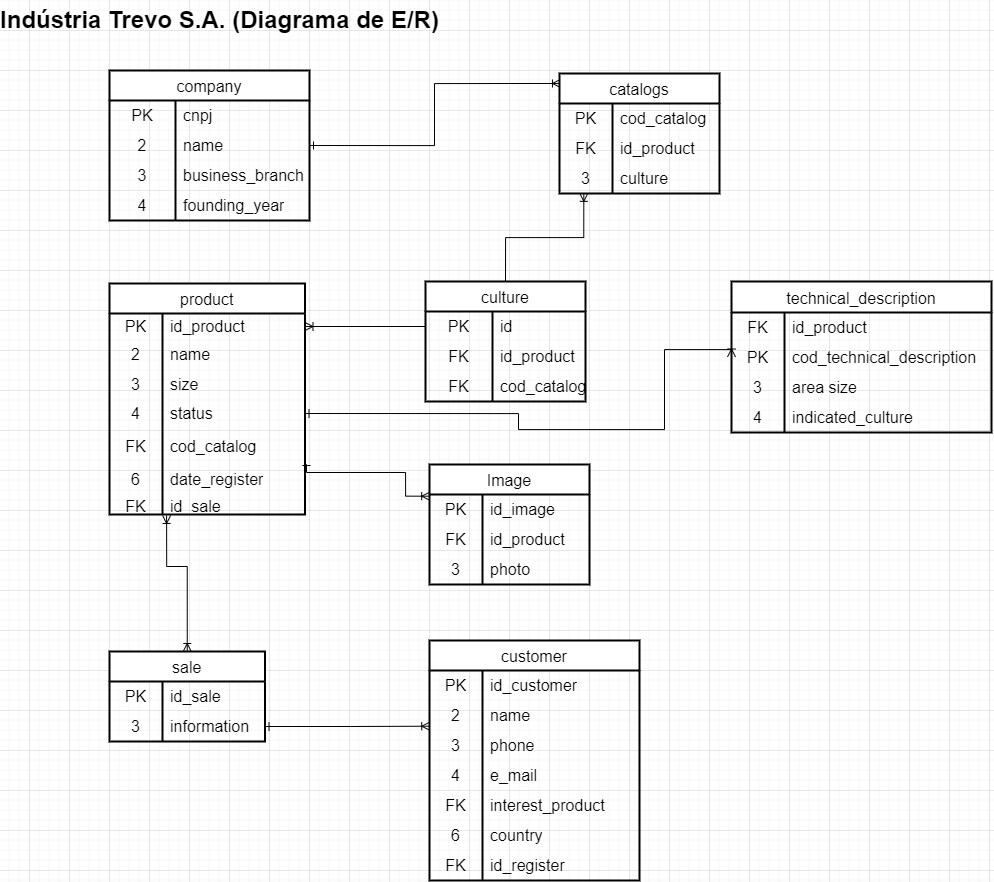 Indústria Trevo S.A. (Diagrama de E/R)
company
PK cnpj
2 name
3 business_branch
4 founding_year
catalogs
PK cod_catalog
FK id_product
3 culture
product
PK id_product
2 name
3 size
4 status
FK cod_catalog
6 date_register
FK id_sale
culture
PK id
FK id_product
FK cod_catalog
technical_description
FK id_product
PK cod_technical_description
3 area size
4 indicated_culture
Image
PK id_image
FK id_product
3 photo
sale
PK id_sale
3 information
customer
PK id_customer
2 name
3 phone
4 e_mail
FK interest_product
6 country
FK id_register